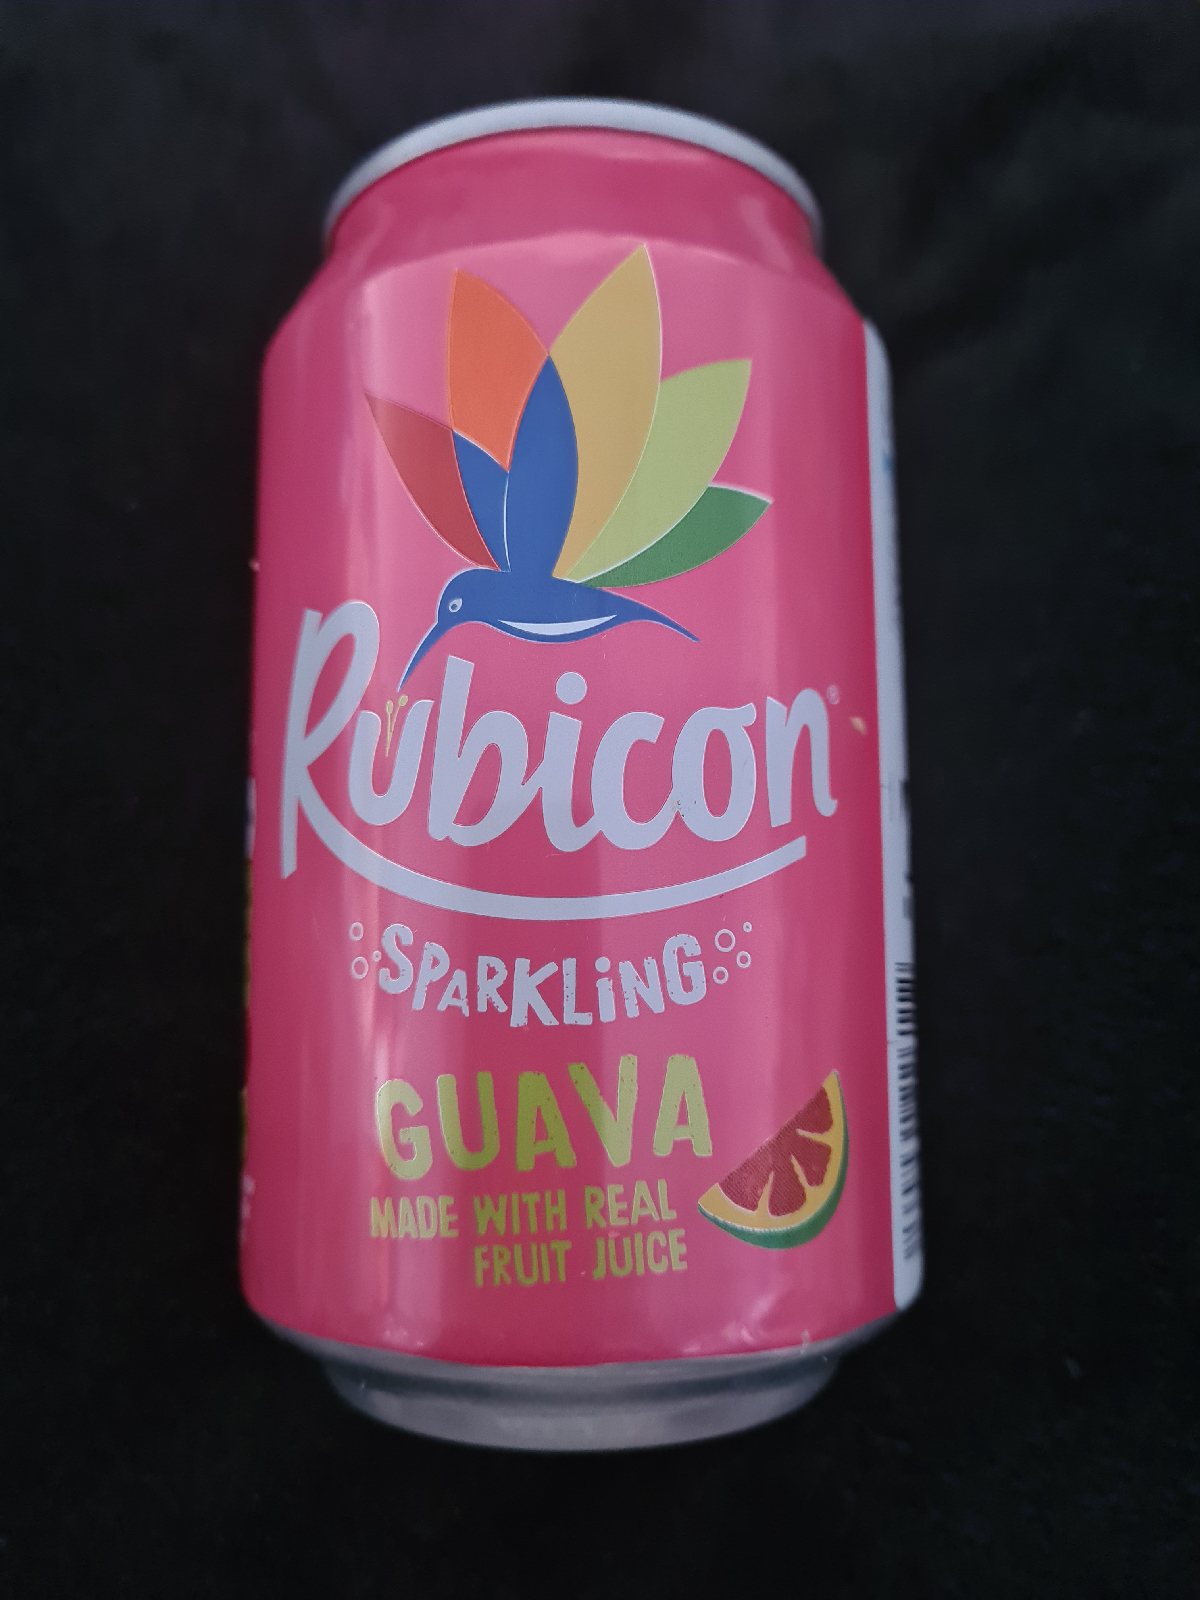 Rubicon®
SPARKLiNG
GUAVA
MADE WITH REAL
FRUIT JUICE